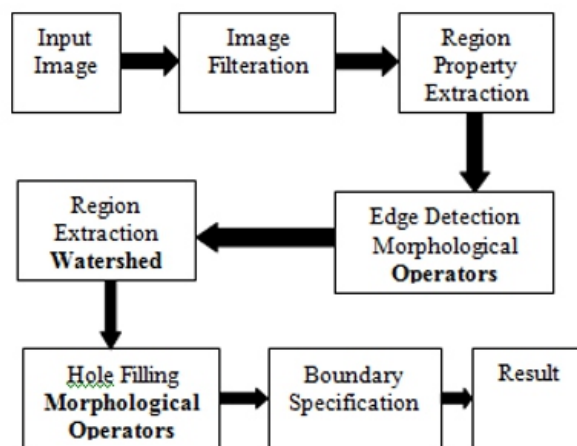 Input
Image
Image
Filteration
Region
Property
Extraction
Edge Detection
Morphological
Operators
Region
Extraction
Watershed
Hole Filling
Morphological
Operators
Boundary
Specification
Result